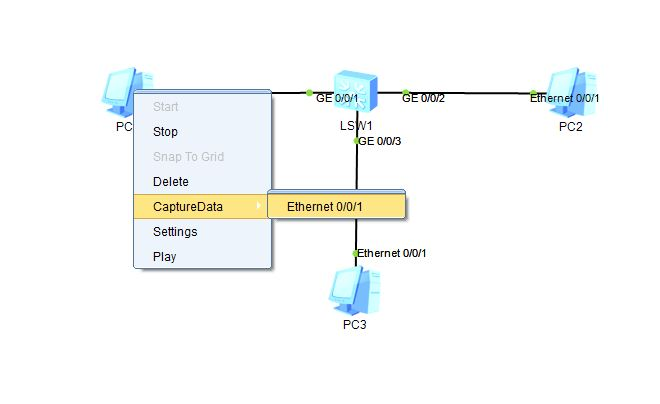 GE 0/0/1
GE 0/0/2
Ethernet 0/0/1
PC
LSW1
PC2
GE 0/0/3
Start
Stop
Snap To Grid
Delete
CaptureData
Ethernet 0/0/1
Settings
Play
Ethernet 0/0/1
PC3